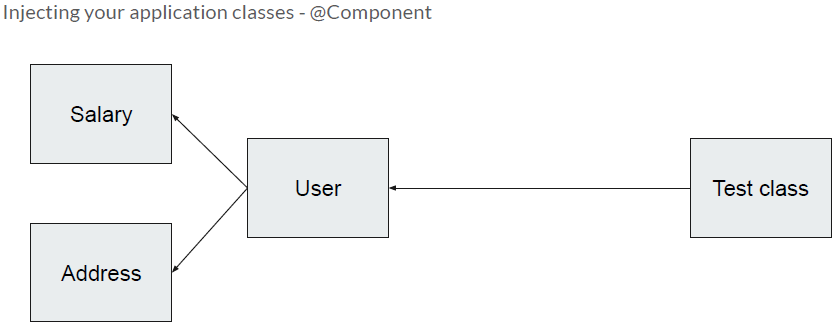 Injecting your application classes - @Component
Salary
User
Test class
Address